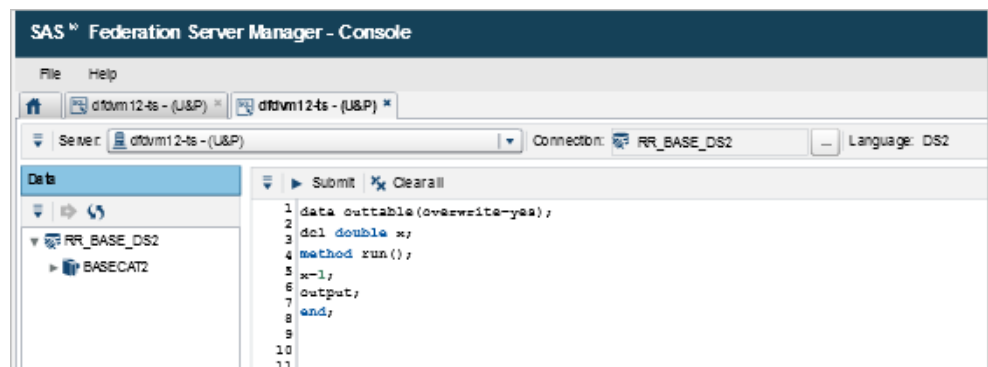 SAS® Federation Server Manager - Console
File Help
dfdvm12-ts - (U&P) × dfdvm12-ts - (U&P) ×
Server: dfdvm12-ts - (U&P) Connection: RR_BASE_DS2 ... Language: DS2
Data
Submit Clear all
RR_BASE_DS2
BASECAT2
1 data outtable(overwrite=yes);
2
3 dcl double x;
4 method run();
5 x=1;
6 output;
7
8 end;
9
10
11